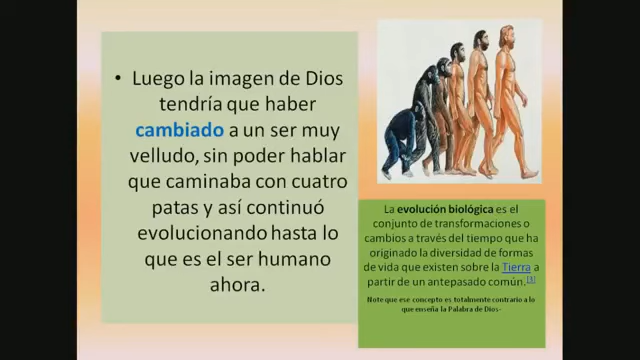 • Luego la imagen de Dios
tendría que haber
cambiado a un ser muy
velludo, sin poder hablar
que caminaba con cuatro
patas y así continuó
evolucionando hasta lo
que es el ser humano
ahora.
La evolución biológica es el
conjunto de transformaciones o
cambios a través del tiempo que ha
originado la diversidad de formas
de vida que existen sobre la Tierra a
partir de un antepasado común.[1]
Note que ese concepto es totalmente contrario a lo
que enseña la Palabra de Dios-